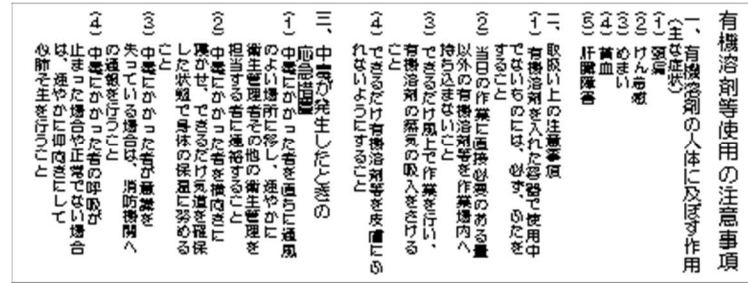 有機溶剤等使用の注意事項
一、有機溶剤の人体に及ぼす作用
（主な症状）
（１）頭痛
（２）けん怠感
（３）めまい
（４）貧血
（５）肝臓障害
二、取扱い上の注意事項
（１）有機溶剤を入れた容器で使用中
でないものには、必ず、ふたを
すること
（２）当日の作業に直接必要のある量
以外の有機溶剤等を作業場内へ
持ち込まないこと
（３）できるだけ風上で作業を行い、
有機溶剤の蒸気の吸入をさける
こと
（４）できるだけ有機溶剤等を皮膚にふ
れないようにすること
三、中毒が発生したときの
応急措置
（１）中毒にかかった者を直ちに通風
のよい場所に移し、速やかに
衛生管理者その他の衛生管理を
担当する者に連絡すること
（２）中毒にかかった者を横向きに
寝かせ、できるだけ気道を確保
した状態で身体の保温に努める
こと
（３）中毒にかかった者が意識を
失っている場合は、消防機関へ
の通報を行うこと
（４）中毒にかかった者の呼吸が
止まった場合や正常でない場合
は、速やかに仰向きにして
心肺そ生を行うこと